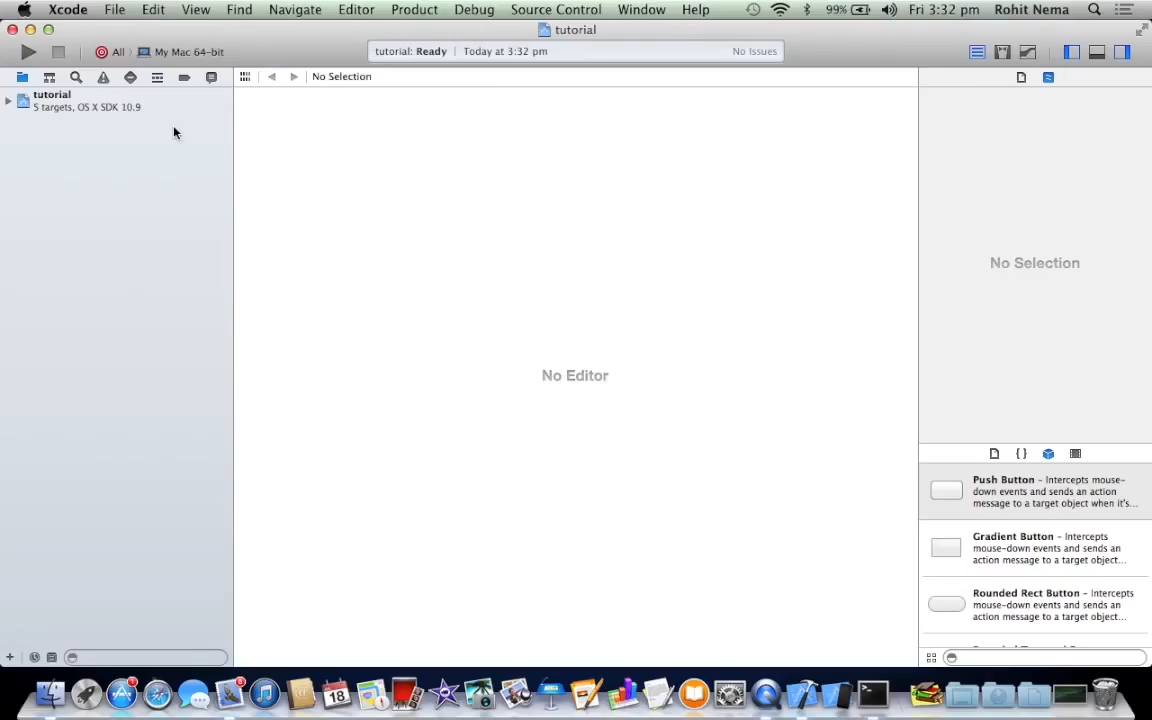 Xcode File Edit View Find Navigate Editor Product Debug Source Control Window Help 99% Fri 3:32 pm Rohit Nema
tutorial
All My Mac 64-bit
tutorial: Ready Today at 3:32 pm No Issues
No Selection
tutorial
5 targets, OS X SDK 10.9
No Selection
No Editor
{ }
Push Button – Intercepts mouse-
down events and sends an action
message to a target object when it's...
Gradient Button – Intercepts
mouse-down events and sends an
action message to a target object...
Rounded Rect Button – Intercepts
mouse-down events and sends an
action message to a target object...
18